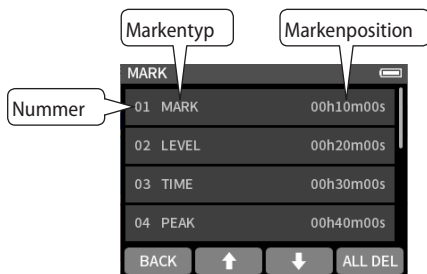 Markentyp
Markenposition
MARK
Nummer
01 MARK 00h10m00s
02 LEVEL 00h20m00s
03 TIME 00h30m00s
04 PEAK 00h40m00s
BACK ALL DEL